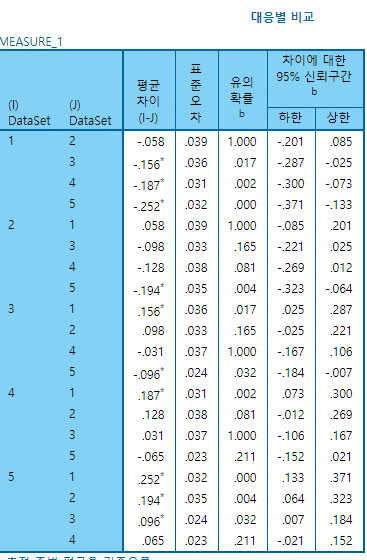 대응별 비교
MEASURE_1
(I) DataSet (J) DataSet 평균 차이 (I-J) 표준오차 유의 확률 b 차이에 대한 95% 신뢰구간 b
하한 상한
1 2 -.058 .039 1.000 -.201 .085
3 -.156* .036 .017 -.287 -.025
4 -.187* .031 .002 -.300 -.073
5 -.252* .032 .000 -.371 -.133
2 1 .058 .039 1.000 -.085 .201
3 -.098 .033 .165 -.221 .025
4 -.128 .038 .081 -.269 .012
5 -.194* .035 .004 -.323 -.064
3 1 .156* .036 .017 .025 .287
2 .098 .033 .165 -.025 .221
4 -.031 .037 1.000 -.167 .106
5 -.096* .024 .032 -.184 -.007
4 1 .187* .031 .002 .073 .300
2 .128 .038 .081 -.012 .269
3 .031 .037 1.000 -.106 .167
5 -.065 .023 .211 -.152 .021
5 1 .252* .032 .000 .133 .371
2 .194* .035 .004 .064 .323
3 .096* .024 .032 .007 .184
4 .065 .023 .211 -.021 .152